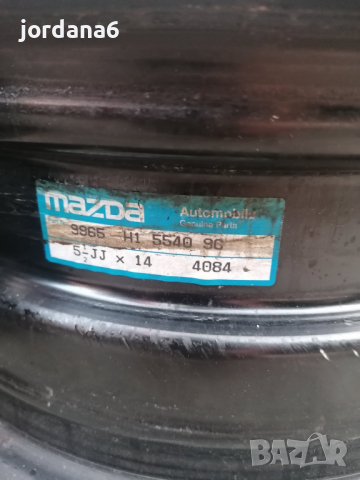 jordana6
mazda
Automobile
Genuine Parts
9965 H1 5540 9G
5½JJ × 14 4084
BAZAR